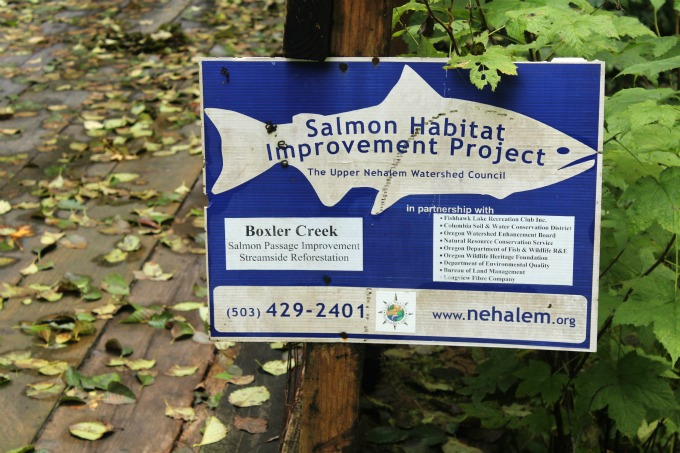 Salmon Habitat
Improvement Project
The Upper Nehalem Watershed Council
in partnership with
Boxler Creek
Salmon Passage Improvement
Streamside Reforestation
• Fishhawk Lake Recreation Club Inc.
• Columbia Soil & Water Conservation District
• Oregon Watershed Enhancement Board
• Natural Resource Conservation Service
• Oregon Department of Fish & Wildlife R&E
• Oregon Wildlife Heritage Foundation
• Department of Environmental Quality
• Bureau of Land Management
Longview Fibre Company
(503) 429-2401
www.nehalem.org